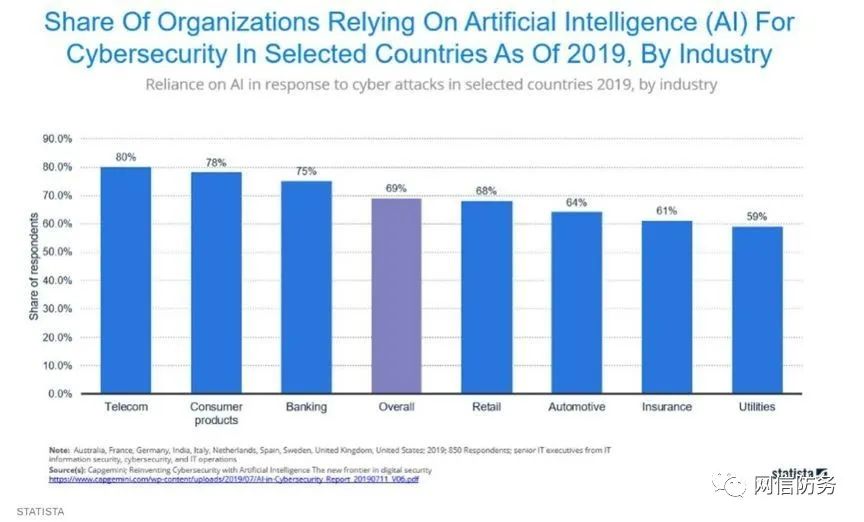 Share Of Organizations Relying On Artificial Intelligence (AI) For
Cybersecurity In Selected Countries As Of 2019, By Industry
Reliance on AI in response to cyber attacks in selected countries 2019, by industry
Share of respondents
90.0%
80.0%
70.0%
60.0%
50.0%
40.0%
30.0%
20.0%
10.0%
0.0%
80%
78%
75%
69%
68%
64%
61%
59%
Telecom
Consumer
products
Banking
Overall
Retail
Automotive
Insurance
Utilities
Note: Australia, France, Germany, India, Italy, Netherlands, Spain, Sweden, United Kingdom, United States; 2019; 850 Respondents; senior IT executives from IT
information security, cybersecurity, and IT operations
Source(s): Capgemini; Reinventing Cybersecurity with Artificial Intelligence The new frontier in digital security
https://www.capgemini.com/wp-content/uploads/2019/07/AI-in-Cybersecurity_Report_20190711_V06.pdf
statista
网信防务
STATISTA